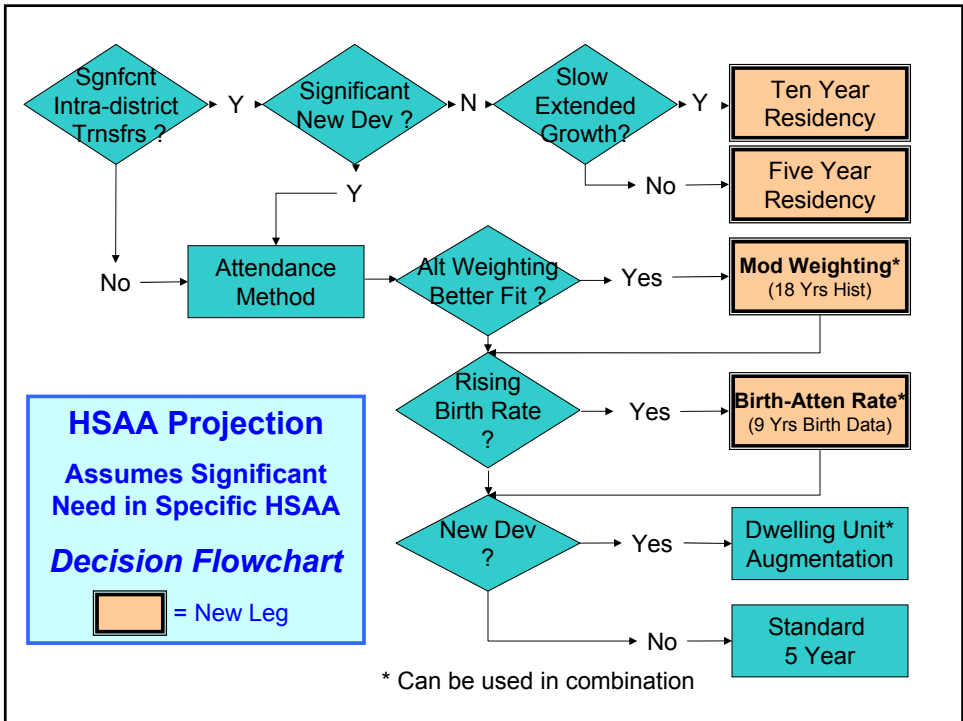 Sgnfcnt
Intra-district
Trnsfrs ?
Y
Significant
New Dev ?
N
Slow
Extended
Growth?
Y
Ten Year
Residency
No
Five Year
Residency
Y
No
Attendance
Method
Alt Weighting
Better Fit ?
Yes
Mod Weighting*
(18 Yrs Hist)
Rising
Birth Rate
?
Yes
Birth-Atten Rate*
(9 Yrs Birth Data)
HSAA Projection
Assumes Significant
Need in Specific HSAA
Decision Flowchart
= New Leg
New Dev
?
Yes
Dwelling Unit*
Augmentation
No
Standard
5 Year
* Can be used in combination